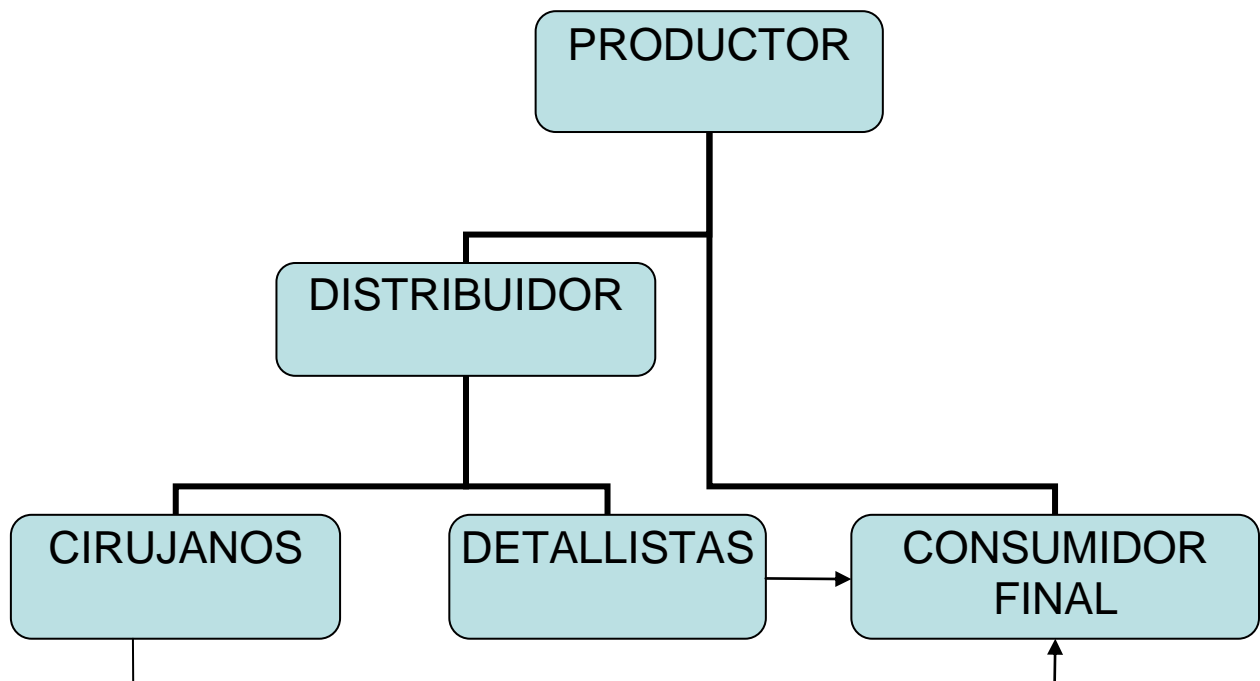 PRODUCTOR
DISTRIBUIDOR
CIRUJANOS
DETALLISTAS
CONSUMIDOR
FINAL